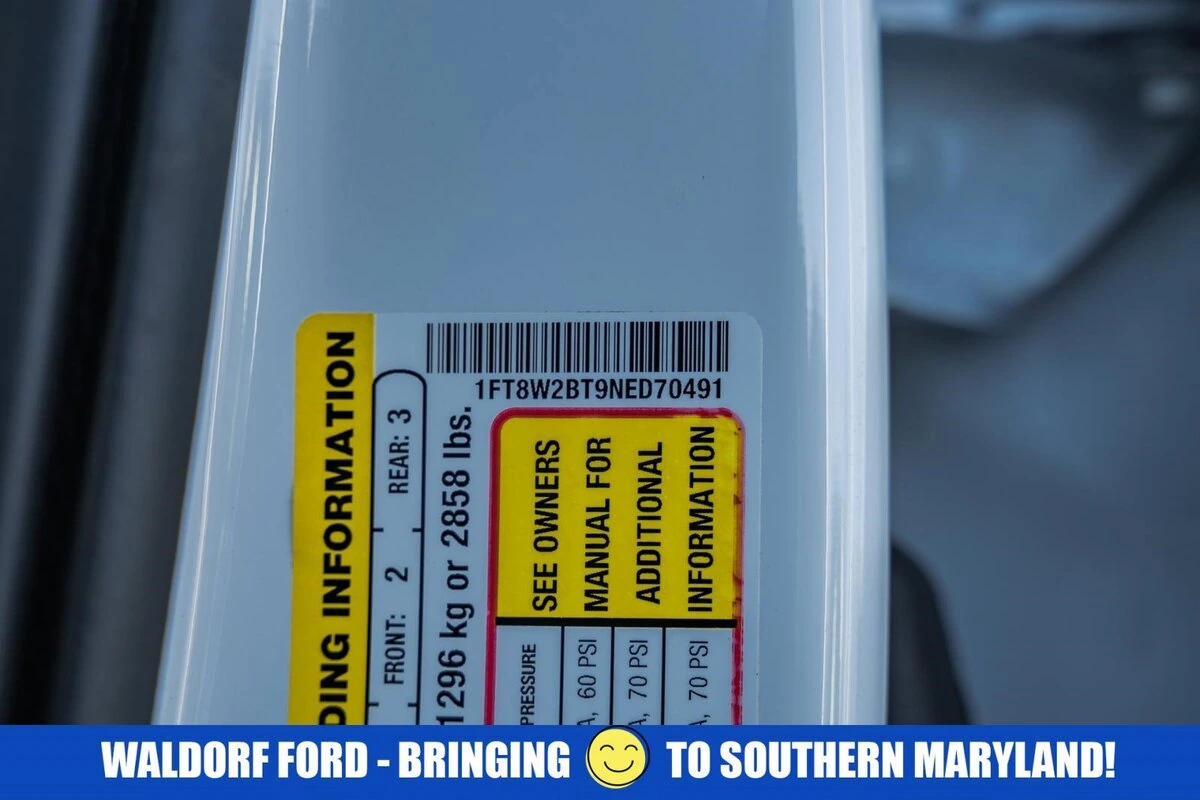 1FT8W2BT9NED70491
DING INFORMATION
FRONT: 2 REAR: 3
1296 kg or 2858 lbs.
PRESSURE
SEE OWNERS
MANUAL FOR
ADDITIONAL
INFORMATION
A, 60 PSI
A, 70 PSI
A, 70 PSI
WALDORF FORD - BRINGING TO SOUTHERN MARYLAND!